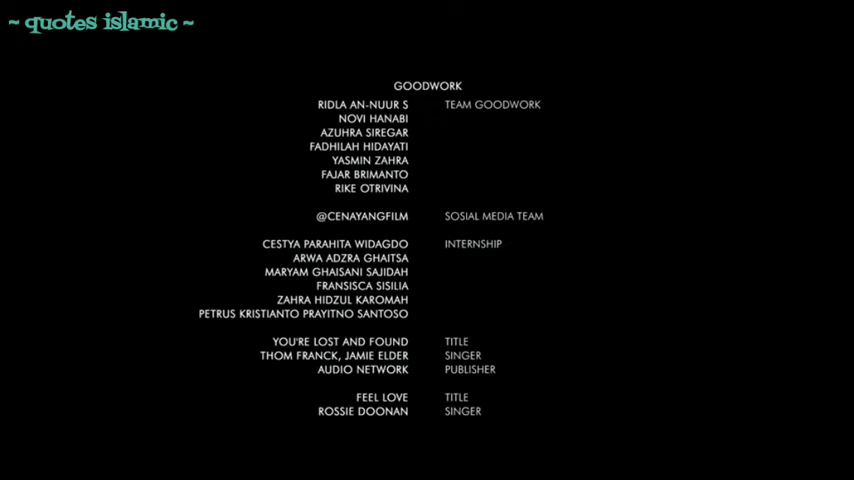 ~ quotes islamic ~
GOODWORK
RIDLA AN-NUUR S TEAM GOODWORK
NOVI HANABI
AZUHRA SIREGAR
FADHILAH HIDAYATI
YASMIN ZAHRA
FAJAR BRIMANTO
RIKE OTRIVINA
@CENAYANGFILM SOSIAL MEDIA TEAM
CESTYA PARAHITA WIDAGDO INTERNSHIP
ARWA ADZRA GHAITSA
MARYAM GHAISANI SAJIDAH
FRANSISCA SISILIA
ZAHRA HIDZUL KAROMAH
PETRUS KRISTIANTO PRAYITNO SANTOSO
YOU'RE LOST AND FOUND TITLE
THOM FRANCK, JAMIE ELDER SINGER
AUDIO NETWORK PUBLISHER
FEEL LOVE TITLE
ROSSIE DOONAN SINGER